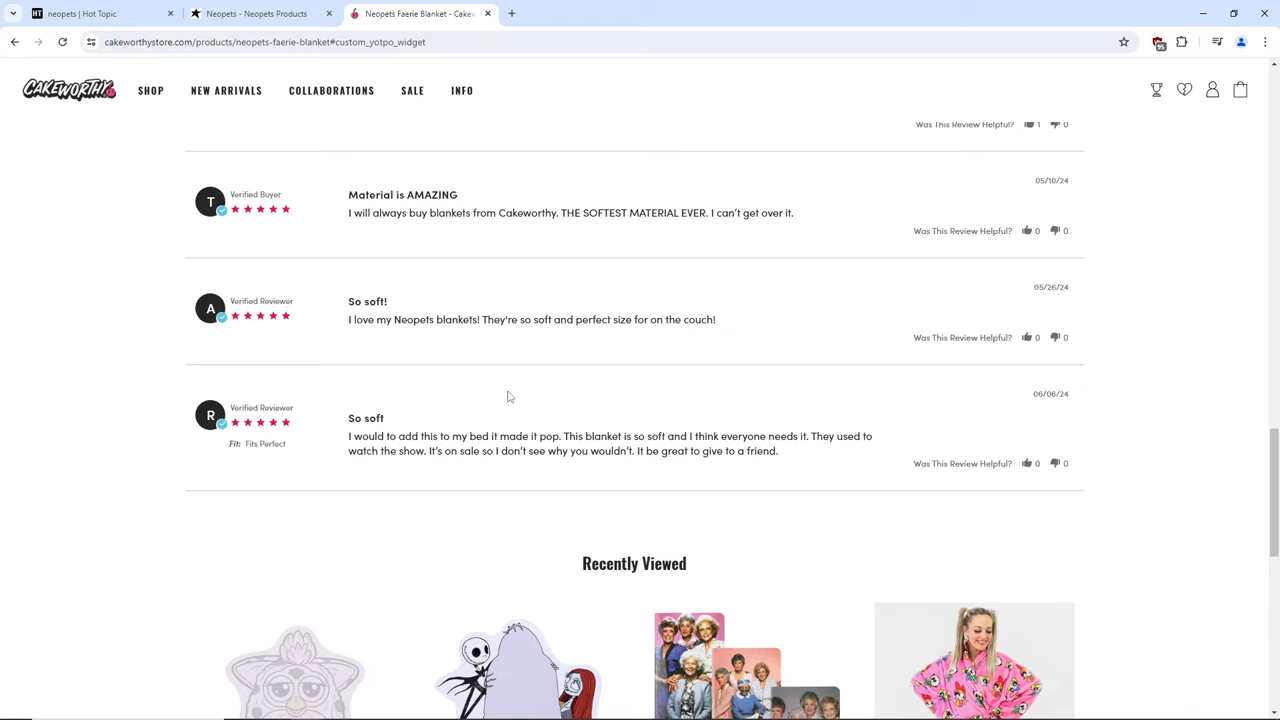 neopets | Hot Topic
Neopets - Neopets Products
Neopets Faerie Blanket - Cakew
cakeworthystore.com/products/neopets-faerie-blanket#custom_yotpo_widget
95
CAKEWORTHY
SHOP
NEW ARRIVALS
COLLABORATIONS
SALE
INFO
Was This Review Helpful? 1 0
05/10/24
T
Verified Buyer
Material is AMAZING
I will always buy blankets from Cakeworthy. THE SOFTEST MATERIAL EVER. I can't get over it.
Was This Review Helpful? 0 0
05/26/24
A
Verified Reviewer
So soft!
I love my Neopets blankets! They're so soft and perfect size for on the couch!
Was This Review Helpful? 0 0
06/06/24
R
Verified Reviewer
Fit: Fits Perfect
So soft
I would to add this to my bed it made it pop. This blanket is so soft and I think everyone needs it. They used to
watch the show. It's on sale so I don't see why you wouldn't. It be great to give to a friend.
Was This Review Helpful? 0 0
Recently Viewed